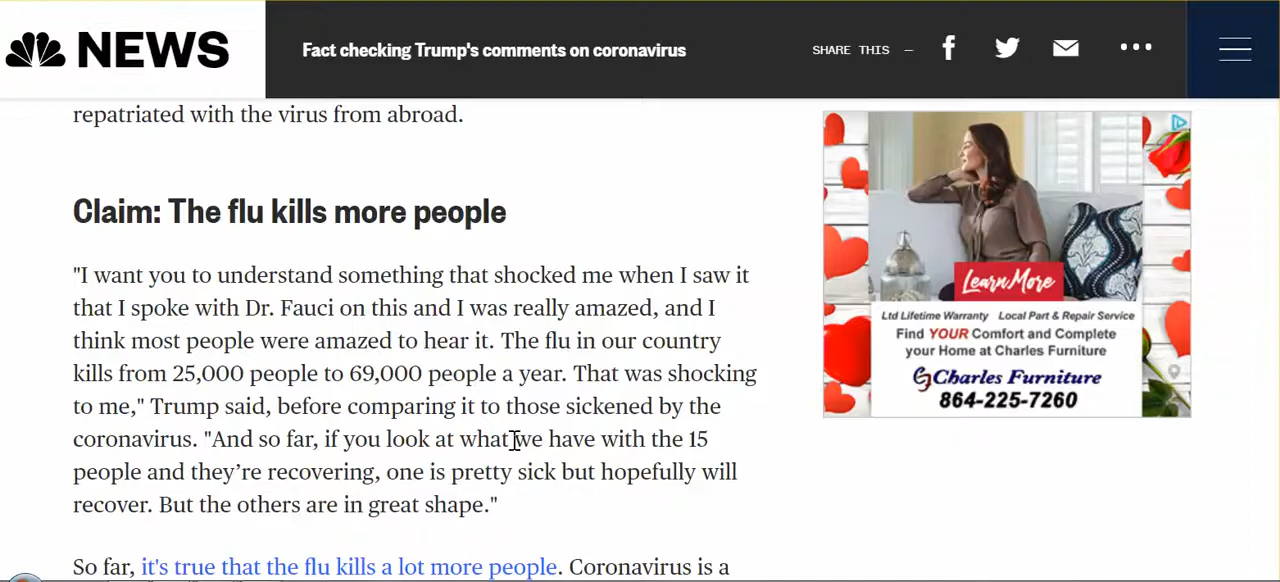 NEWS
Fact checking Trump's comments on coronavirus
SHARE THIS –
repatriated with the virus from abroad.
Claim: The flu kills more people
"I want you to understand something that shocked me when I saw it
that I spoke with Dr. Fauci on this and I was really amazed, and I
think most people were amazed to hear it. The flu in our country
kills from 25,000 people to 69,000 people a year. That was shocking
to me," Trump said, before comparing it to those sickened by the
coronavirus. "And so far, if you look at what we have with the 15
people and they’re recovering, one is pretty sick but hopefully will
recover. But the others are in great shape."
So far, it's true that the flu kills a lot more people. Coronavirus is a
Learn More
Ltd Lifetime Warranty Local Part & Repair Service
Find YOUR Comfort and Complete
your Home at Charles Furniture
Charles Furniture
864-225-7260